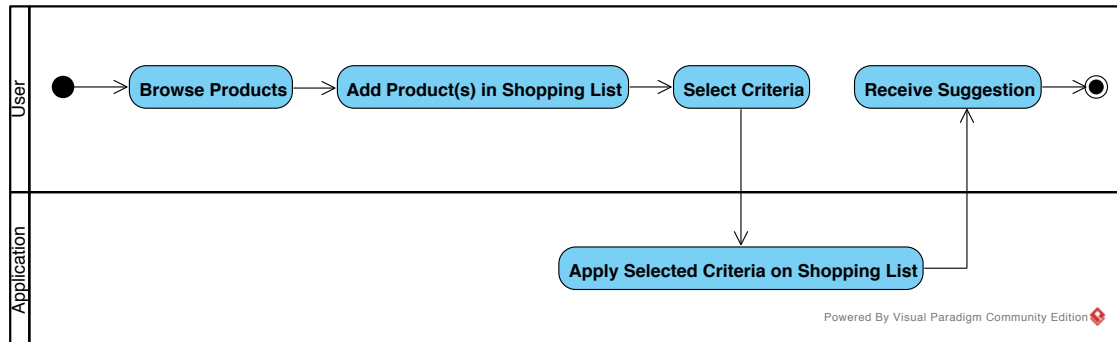 User
Browse Products
Add Product(s) in Shopping List
Select Criteria
Receive Suggestion
Application
Apply Selected Criteria on Shopping List
Powered By Visual Paradigm Community Edition